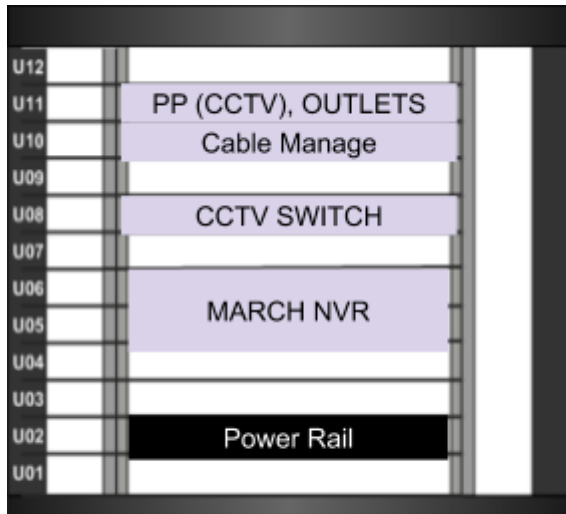 U12
U11 PP (CCTV), OUTLETS
U10 Cable Manage
U09
U08 CCTV SWITCH
U07
U06
MARCH NVR
U05
U04
U03
U02 Power Rail
U01